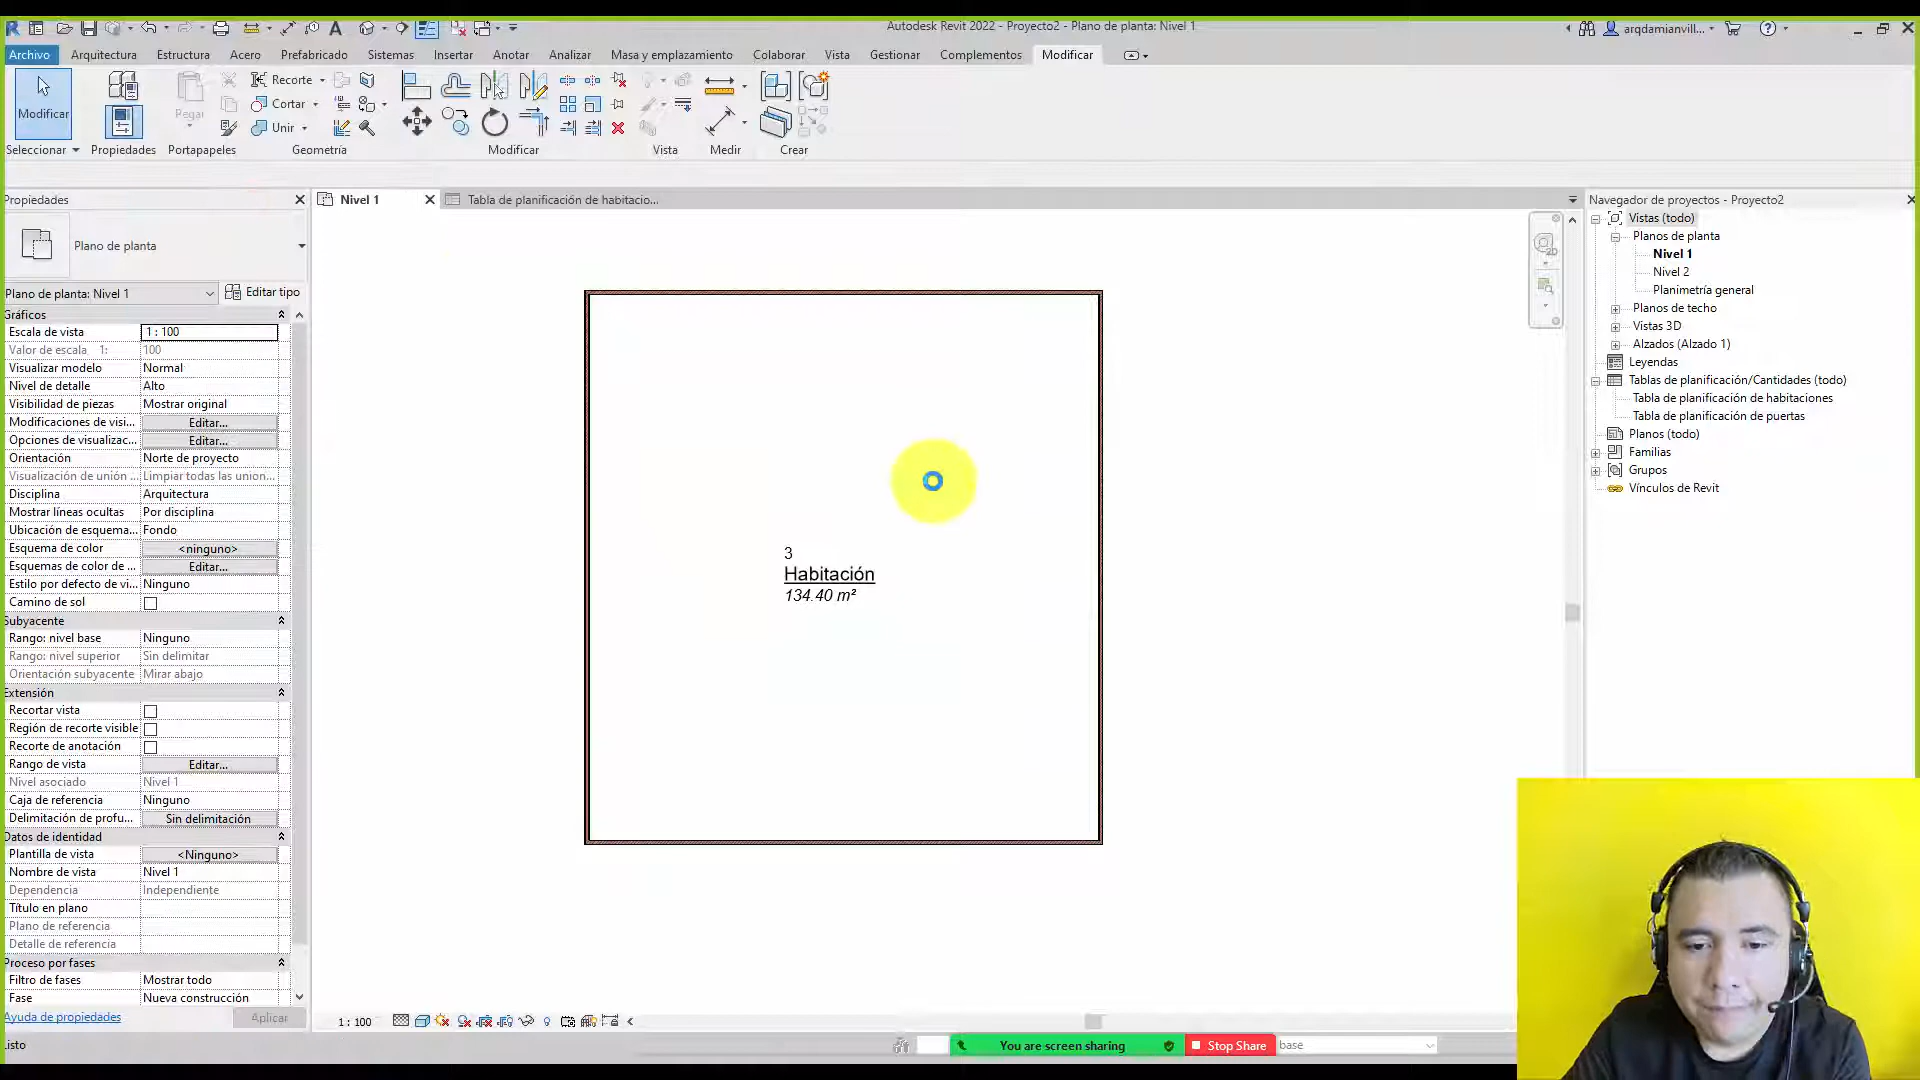 Autodesk Revit 2022 - Proyecto2 - Plano de planta: Nivel 1
arqdamianvill...
Archivo Arquitectura Estructura Acero Prefabricado Sistemas Insertar Anotar Analizar Masa y emplazamiento Colaborar Vista Gestionar Complementos Modificar
Modificar
Pegar
Recorte
Cortar
Unir
Seleccionar Propiedades Portapapeles Geometría Modificar Vista Medir Crear
Propiedades
Plano de planta
Plano de planta: Nivel 1 Editar tipo
Gráficos
Escala de vista 1 : 100
Valor de escala 1: 100
Visualizar modelo Normal
Nivel de detalle Alto
Visibilidad de piezas Mostrar original
Modificaciones de visi... Editar...
Opciones de visualizac... Editar...
Orientación Norte de proyecto
Visualización de unión ... Limpiar todas las union...
Disciplina Arquitectura
Mostrar líneas ocultas Por disciplina
Ubicación de esquema... Fondo
Esquema de color <ninguno>
Esquemas de color de ... Editar...
Estilo por defecto de vi... Ninguno
Camino de sol
Subyacente
Rango: nivel base Ninguno
Rango: nivel superior Sin delimitar
Orientación subyacente Mirar abajo
Extensión
Recortar vista
Región de recorte visible
Recorte de anotación
Rango de vista Editar...
Nivel asociado Nivel 1
Caja de referencia Ninguno
Delimitación de profu... Sin delimitación
Datos de identidad
Plantilla de vista <Ninguno>
Nombre de vista Nivel 1
Dependencia Independiente
Título en plano
Plano de referencia
Detalle de referencia
Proceso por fases
Filtro de fases Mostrar todo
Fase Nueva construcción
Ayuda de propiedades Aplicar
Nivel 1
Tabla de planificación de habitacio...
2D
3
Habitación
134.40 m²
Navegador de proyectos - Proyecto2
Vistas (todo)
Planos de planta
Nivel 1
Nivel 2
Planimetría general
Planos de techo
Vistas 3D
Alzados (Alzado 1)
Leyendas
Tablas de planificación/Cantidades (todo)
Tabla de planificación de habitaciones
Tabla de planificación de puertas
Planos (todo)
Familias
Grupos
Vínculos de Revit
1 : 100
isto
You are screen sharing
Stop Share
base